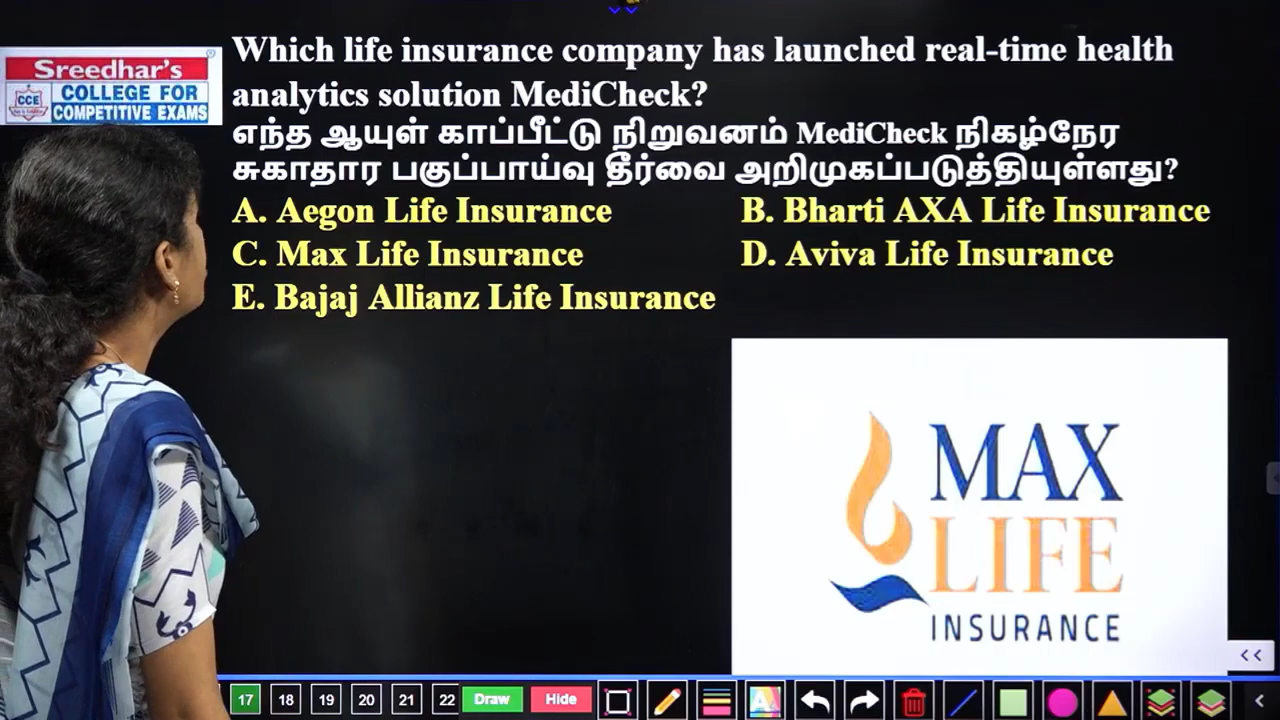 Sreedhar's
CCE
COLLEGE FOR
COMPETITIVE EXAMS
Which life insurance company has launched real-time health
analytics solution MediCheck?
எந்த ஆயுள் காப்பீட்டு நிறுவனம் MediCheck நிகழ்நேர
சுகாதார பகுப்பாய்வு தீர்வை அறிமுகப்படுத்தியுள்ளது?
A. Aegon Life Insurance B. Bharti AXA Life Insurance
C. Max Life Insurance D. Aviva Life Insurance
E. Bajaj Allianz Life Insurance
MAX
LIFE
INSURANCE
17 18 19 20 21 22 Draw Hide